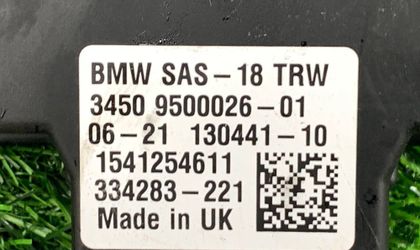 BMW SAS-18 TRW
3450 9500026-01
06-21 130441-10
1541254611
334283-221
Made in UK